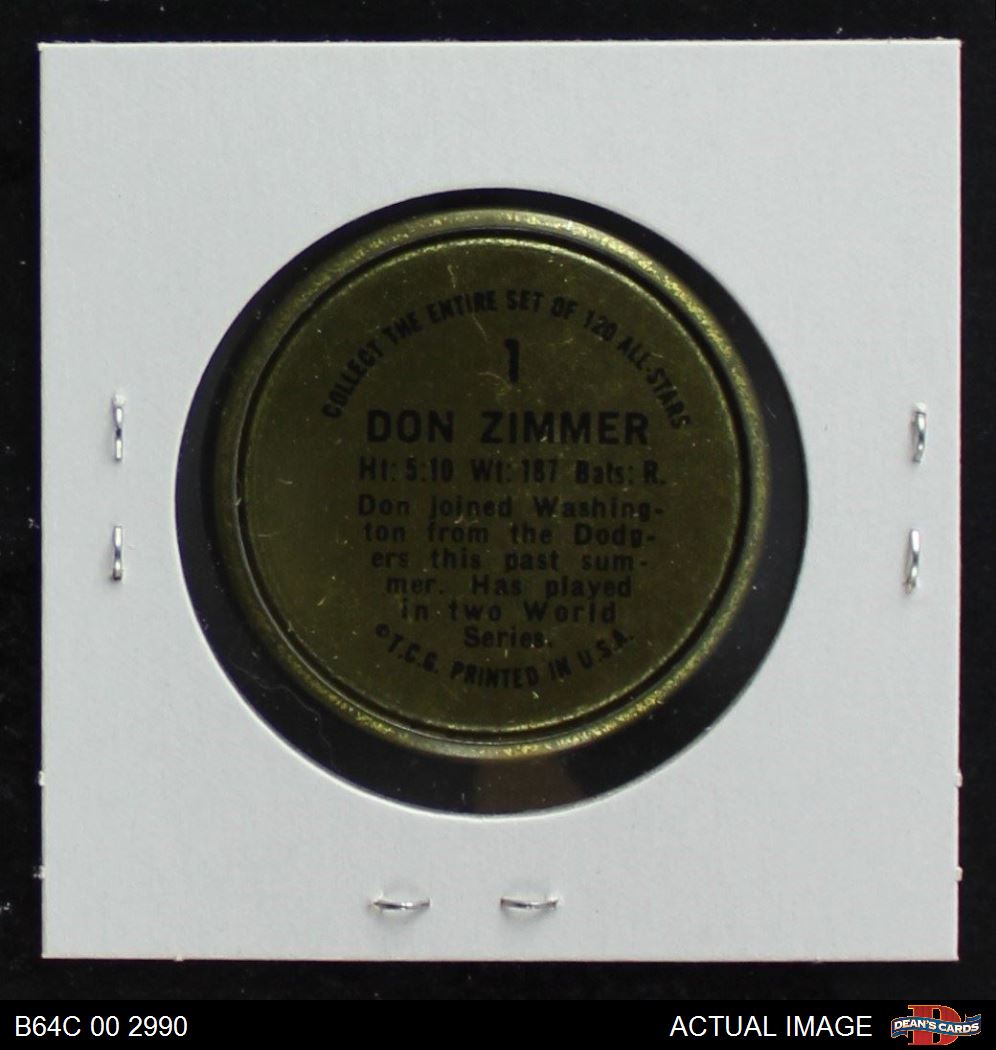 COLLECT THE ENTIRE SET OF 120 ALL-STARS
1
DON ZIMMER
Ht: 5:10 Wt: 187 Bats: R.
Don joined Washing-
ton from the Dodg-
ers this past sum-
mer. Has played
in two World
Series.
©T.C.G. PRINTED IN U.S.A.
B64C 00 2990
ACTUAL IMAGE
DEAN'S CARDS